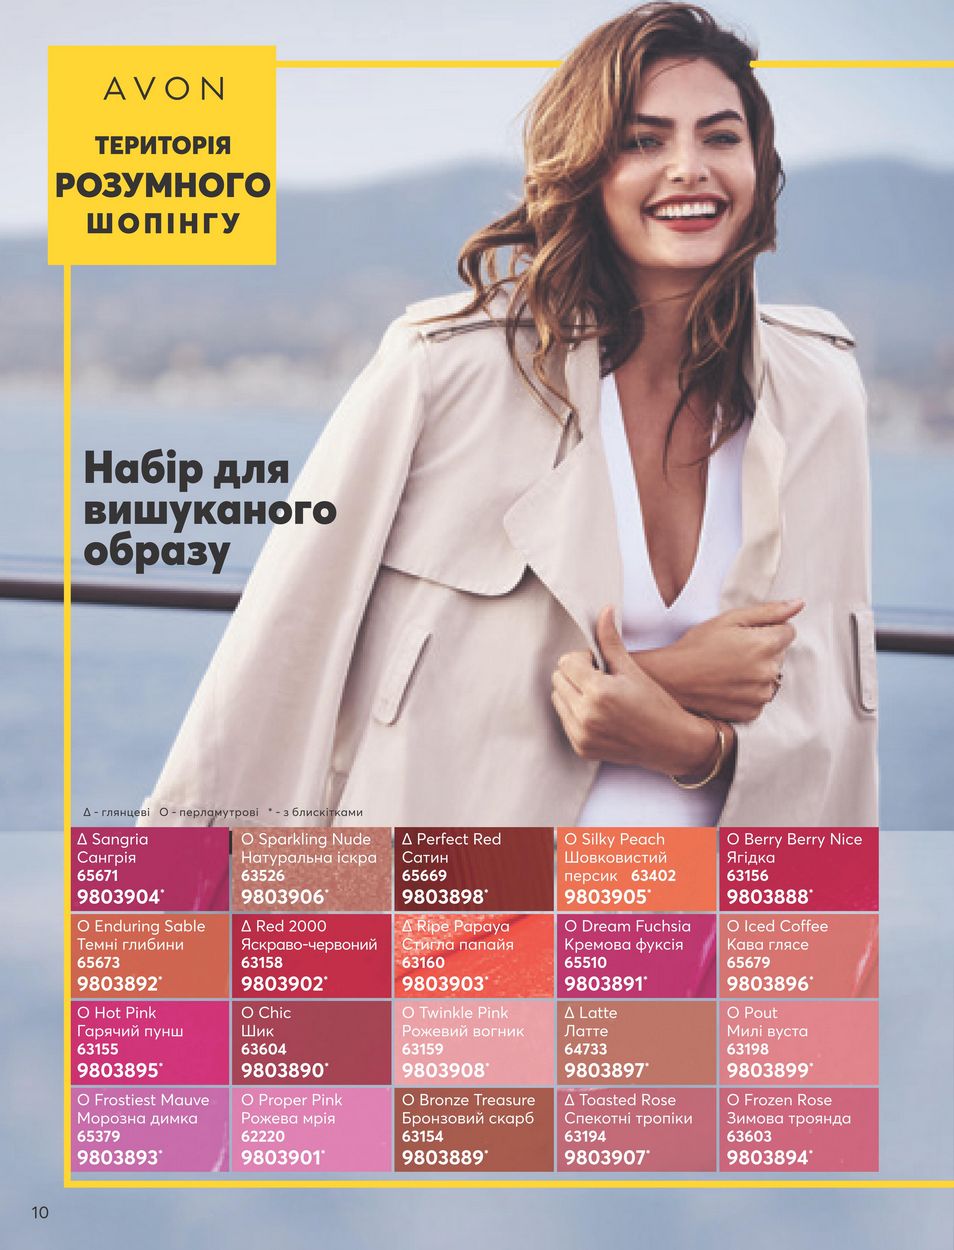 AVON
ТЕРИТОРІЯ
РОЗУМНОГО
ШОПІНГУ
Набір для
вишуканого
образу
Δ - глянцеві О - перламутрові * - з блискітками
Δ Sangria
Сангрія
65671
9803904*
O Sparkling Nude
Натуральна іскра
63526
9803906*
Δ Perfect Red
Сатин
65669
9803898*
O Silky Peach
Шовковистий
персик 63402
9803905*
O Berry Berry Nice
Ягідка
63156
9803888*
O Enduring Sable
Темні глибини
65673
9803892*
Δ Red 2000
Яскраво-червоний
63158
9803902*
Δ Ripe Papaya
Стигла папайя
63160
9803903*
O Dream Fuchsia
Кремова фуксія
65510
9803891*
O Iced Coffee
Кава глясе
65679
9803896*
O Hot Pink
Гарячий пунш
63155
9803895*
O Chic
Шик
63604
9803890*
O Twinkle Pink
Рожевий вогник
63159
9803908*
Δ Latte
Латте
64733
9803897*
O Pout
Милі вуста
63198
9803899*
O Frostiest Mauve
Морозна димка
65379
9803893*
O Proper Pink
Рожева мрія
62220
9803901*
O Bronze Treasure
Бронзовий скарб
63154
9803889*
Δ Toasted Rose
Спекотні тропіки
63194
9803907*
O Frozen Rose
Зимова троянда
63603
9803894*
10